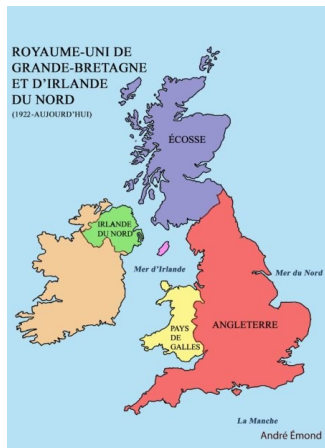 ROYAUME-UNI DE
GRANDE-BRETAGNE
ET D'IRLANDE
DU NORD
(1922-AUJOURD'HUI)
ÉCOSSE
IRLANDE
DU NORD
Mer d'Irlande
Mer du Nord
ANGLETERRE
PAYS
DE
GALLES
La Manche
André Émond